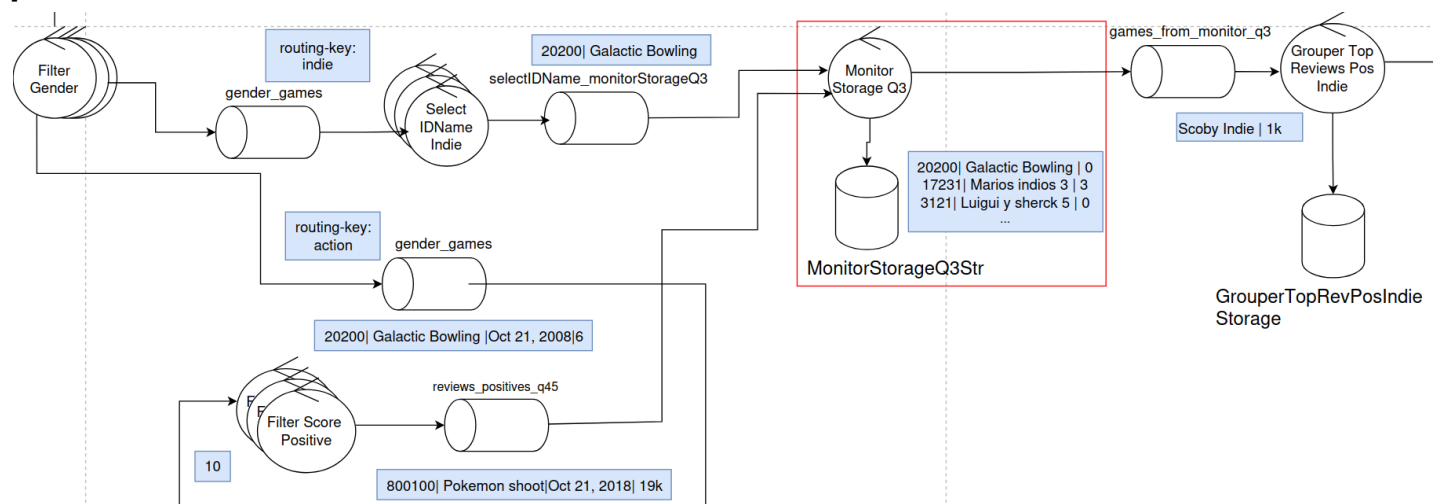 Filter
Gender
routing-key:
indie
gender_games
Select
IDName
Indie
20200| Galactic Bowling
selectIDName_monitorStorageQ3
Monitor
Storage Q3
games_from_monitor_q3
Grouper Top
Reviews Pos
Indie
Scoby Indie | 1k
20200| Galactic Bowling | 0
17231| Marios indios 3 | 3
3121| Luigui y sherck 5 | 0
...
MonitorStorageQ3Str
GrouperTopRevPosIndie
Storage
routing-key:
action
gender_games
20200| Galactic Bowling |Oct 21, 2008|6
F
F
Filter Score
Positive
reviews_positives_q45
10
800100| Pokemon shoot|Oct 21, 2018| 19k